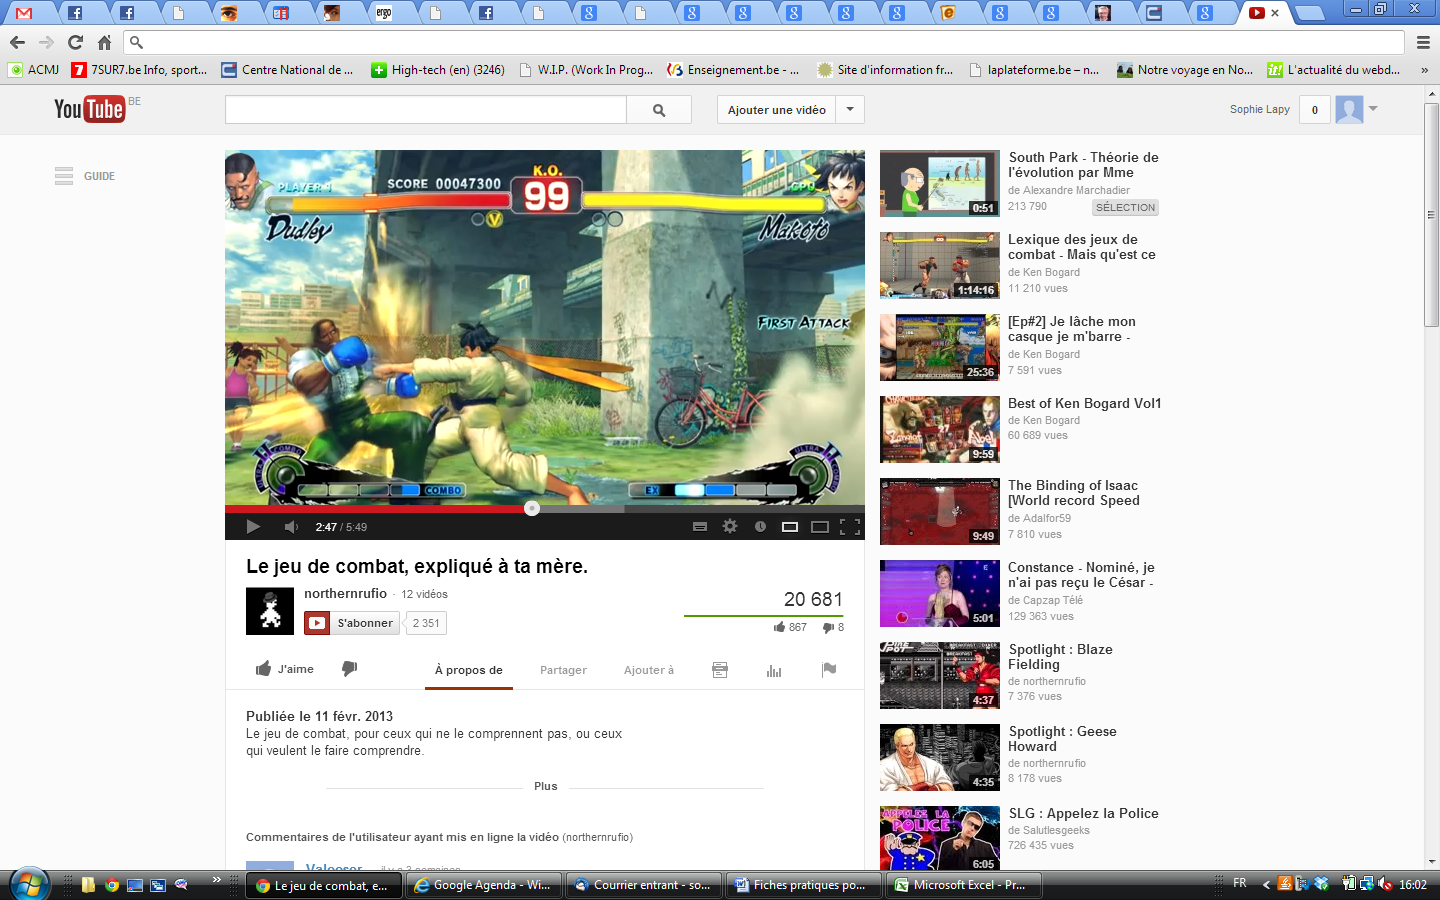 ergo
ACMJ
7SUR7.be Info, sport...
Centre National de ...
High-tech (en) (3246)
W.I.P. (Work In Prog...
Enseignement.be - ...
Site d'information fr...
laplateforme.be – n...
Notre voyage en No...
L'actualité du webd...
»
YouTube BE
Ajouter une vidéo
Sophie Lapy
0
GUIDE
PLAYER 1
SCORE 00047300
K.O.
99
CPU
Dudley
Makoto
V
FIRST ATTACK
ULTRA COMBO
COMBO
EX
ULTRA COMBO
2:47 / 5:49
Le jeu de combat, expliqué à ta mère.
northernrufio · 12 vidéos
S'abonner
2 351
20 681
867
8
J'aime
À propos de
Partager
Ajouter à
Publiée le 11 févr. 2013
Le jeu de combat, pour ceux qui ne le comprennent pas, ou ceux
qui veulent le faire comprendre.
Plus
Commentaires de l'utilisateur ayant mis en ligne la vidéo (northernrufio)
il y a 3 semaines
South Park - Théorie de
l'évolution par Mme
de Alexandre Marchadier
213 790
SÉLECTION
0:51
Lexique des jeux de
combat - Mais qu'est ce
de Ken Bogard
11 210 vues
1:14:16
[Ep#2] Je lâche mon
casque je m'barre -
de Ken Bogard
7 591 vues
25:36
Best of Ken Bogard Vol1
de Ken Bogard
60 689 vues
9:59
The Binding of Isaac
[World record Speed
de Adalfor59
7 810 vues
9:49
Constance - Nominé, je
n'ai pas reçu le César -
de Capzap Télé
129 363 vues
5:01
Spotlight : Blaze
Fielding
de northernrufio
7 376 vues
4:37
Spotlight : Geese
Howard
de northernrufio
8 178 vues
4:35
SLG : Appelez la Police
de Salutlesgeeks
726 435 vues
APPELEZ LA
POLICE
6:05
»
Le jeu de combat, e...
Google Agenda - Wi...
Courrier entrant - so...
Fiches pratiques po...
Microsoft Excel - Pr...
FR
16:02